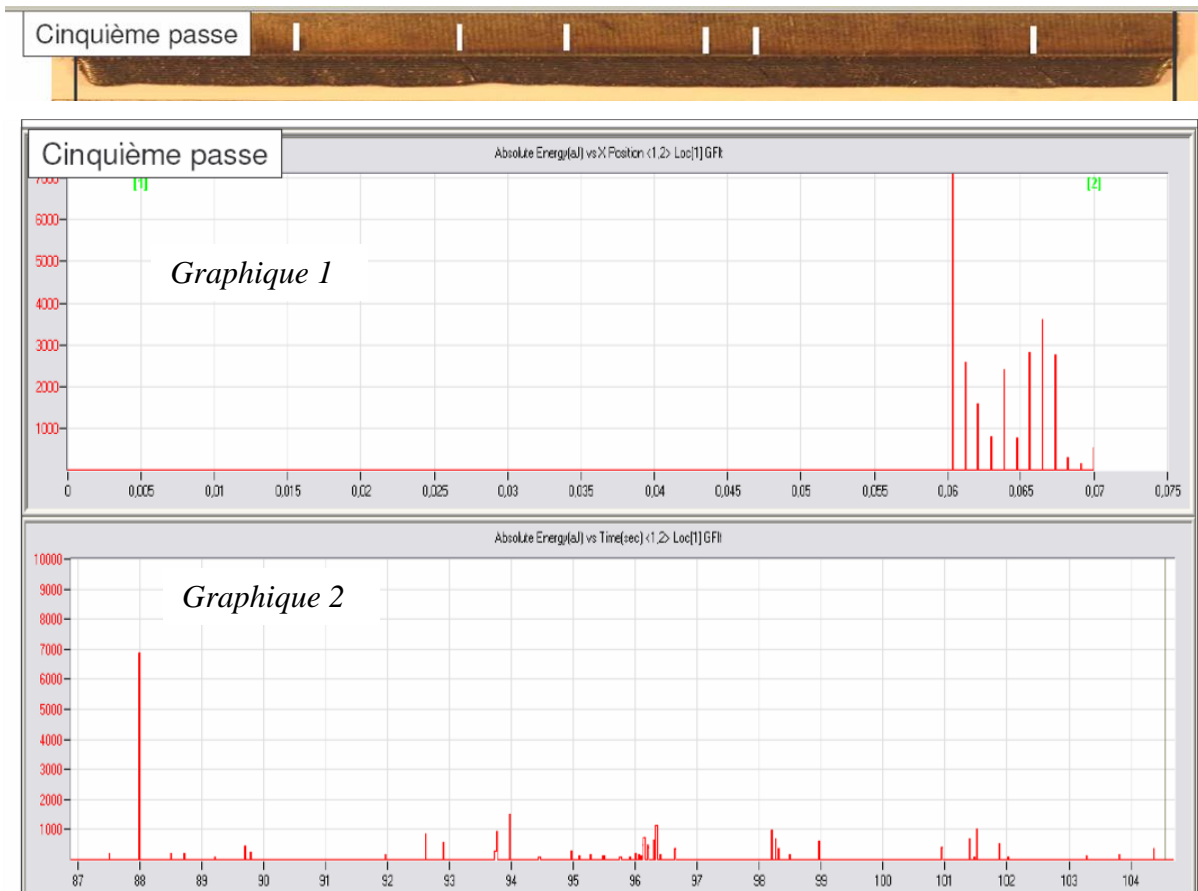 Cinquième passe
Cinquième passe
Absolute Energy(aJ) vs X Position <1,2> Loc[1] GFlt
7000
[1]
[2]
6000
5000
Graphique 1
4000
3000
2000
1000
0 0,005 0,01 0,015 0,02 0,025 0,03 0,035 0,04 0,045 0,05 0,055 0,06 0,065 0,07 0,075
Absolute Energy(aJ) vs Time(sec) <1,2> Loc[1] GFlt
10000
9000
Graphique 2
8000
7000
6000
5000
4000
3000
2000
1000
87 88 89 90 91 92 93 94 95 96 97 98 99 100 101 102 103 104